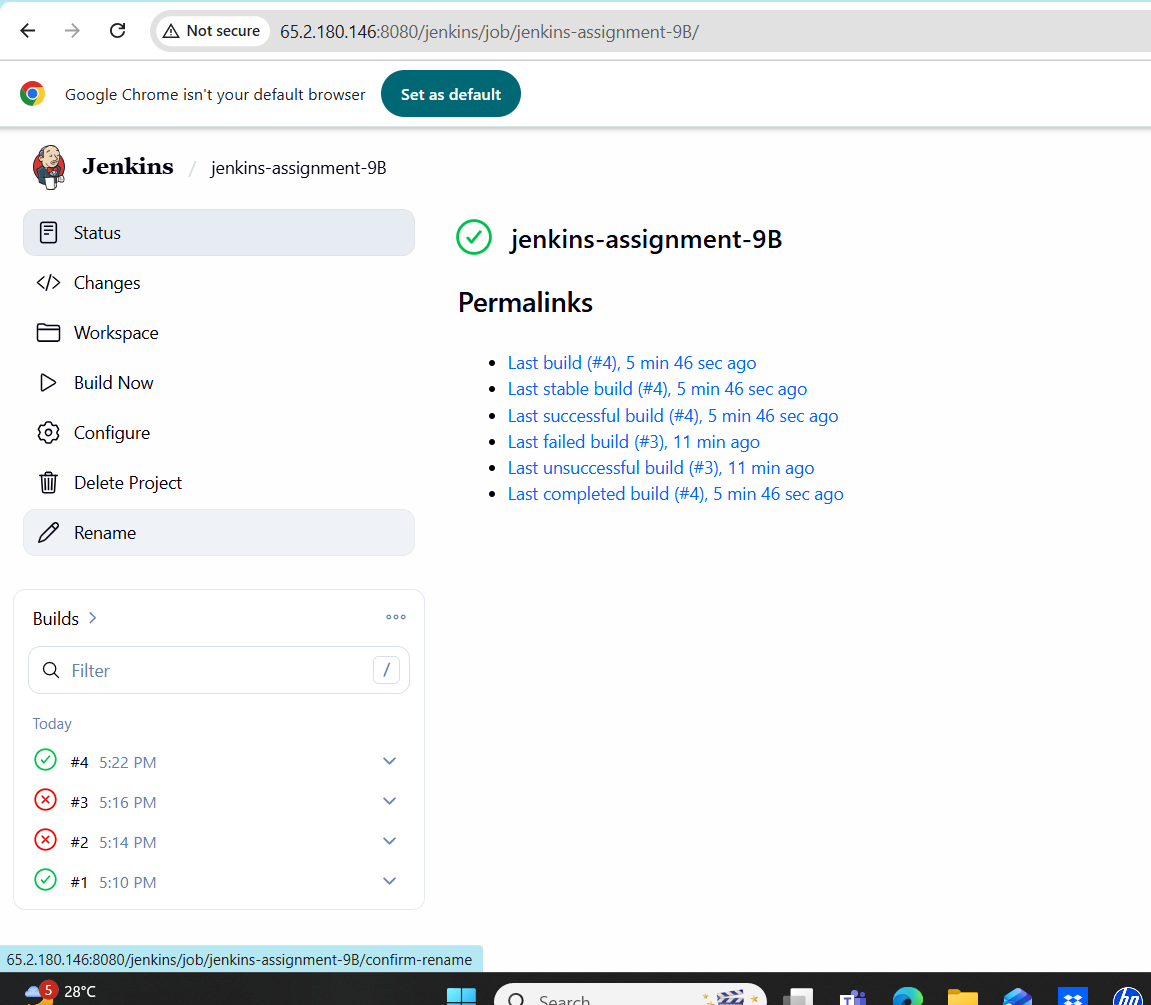 Not secure 65.2.180.146:8080/jenkins/job/jenkins-assignment-9B/
Google Chrome isn't your default browser Set as default
Jenkins / jenkins-assignment-9B
Status
Changes
Workspace
Build Now
Configure
Delete Project
Rename
jenkins-assignment-9B
Permalinks
Last build (#4), 5 min 46 sec ago
Last stable build (#4), 5 min 46 sec ago
Last successful build (#4), 5 min 46 sec ago
Last failed build (#3), 11 min ago
Last unsuccessful build (#3), 11 min ago
Last completed build (#4), 5 min 46 sec ago
Builds
Filter /
Today
#4 5:22 PM
#3 5:16 PM
#2 5:14 PM
#1 5:10 PM
65.2.180.146:8080/jenkins/job/jenkins-assignment-9B/confirm-rename
5 28°C
Search
hp